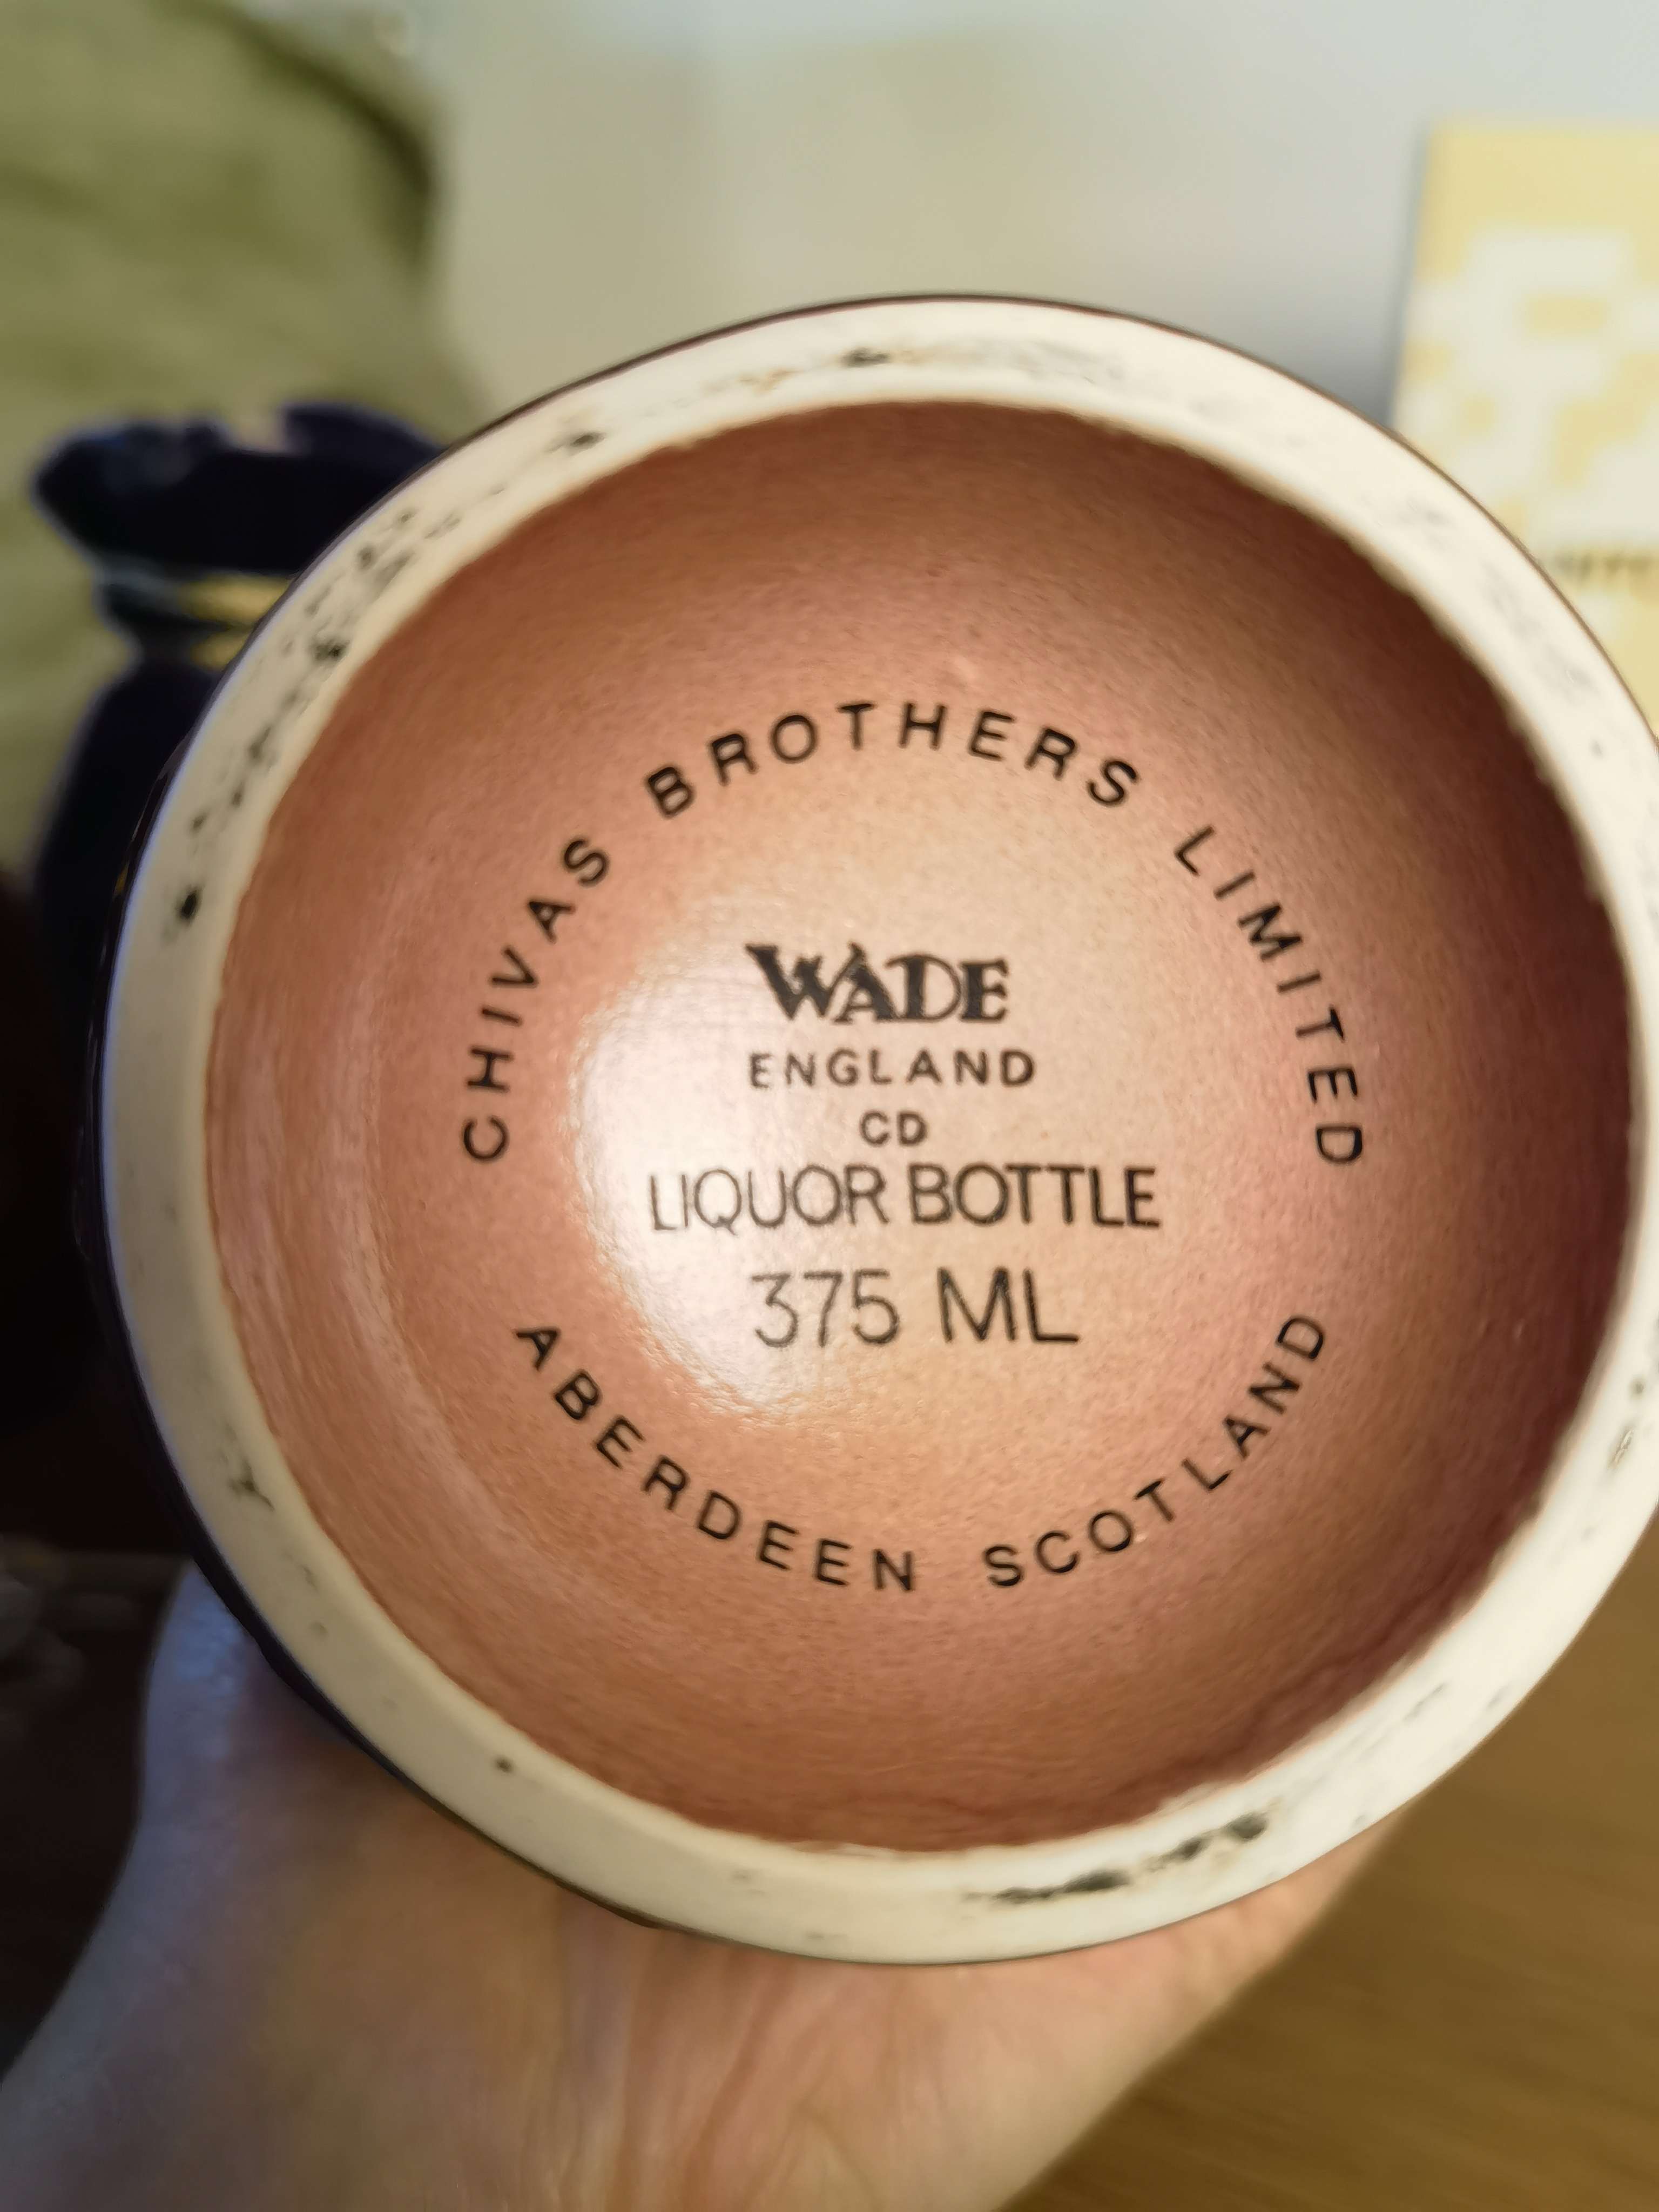 CHIVAS BROTHERS LIMITED
WADE
ENGLAND
CD
LIQUOR BOTTLE
375 ML
ABERDEEN SCOTLAND